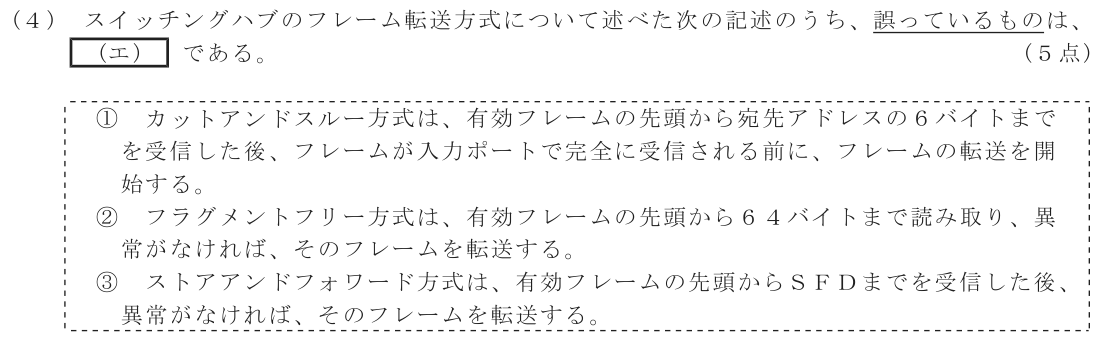 （４） スイッチングハブのフレーム転送方式について述べた次の記述のうち、誤っているものは、
（エ） である。 （５点）
① カットアンドスルー方式は、有効フレームの先頭から宛先アドレスの６バイトまで
を受信した後、フレームが入力ポートで完全に受信される前に、フレームの転送を開
始する。
② フラグメントフリー方式は、有効フレームの先頭から６４バイトまで読み取り、異
常がなければ、そのフレームを転送する。
③ ストアアンドフォワード方式は、有効フレームの先頭からＳＦＤまでを受信した後、
異常がなければ、そのフレームを転送する。